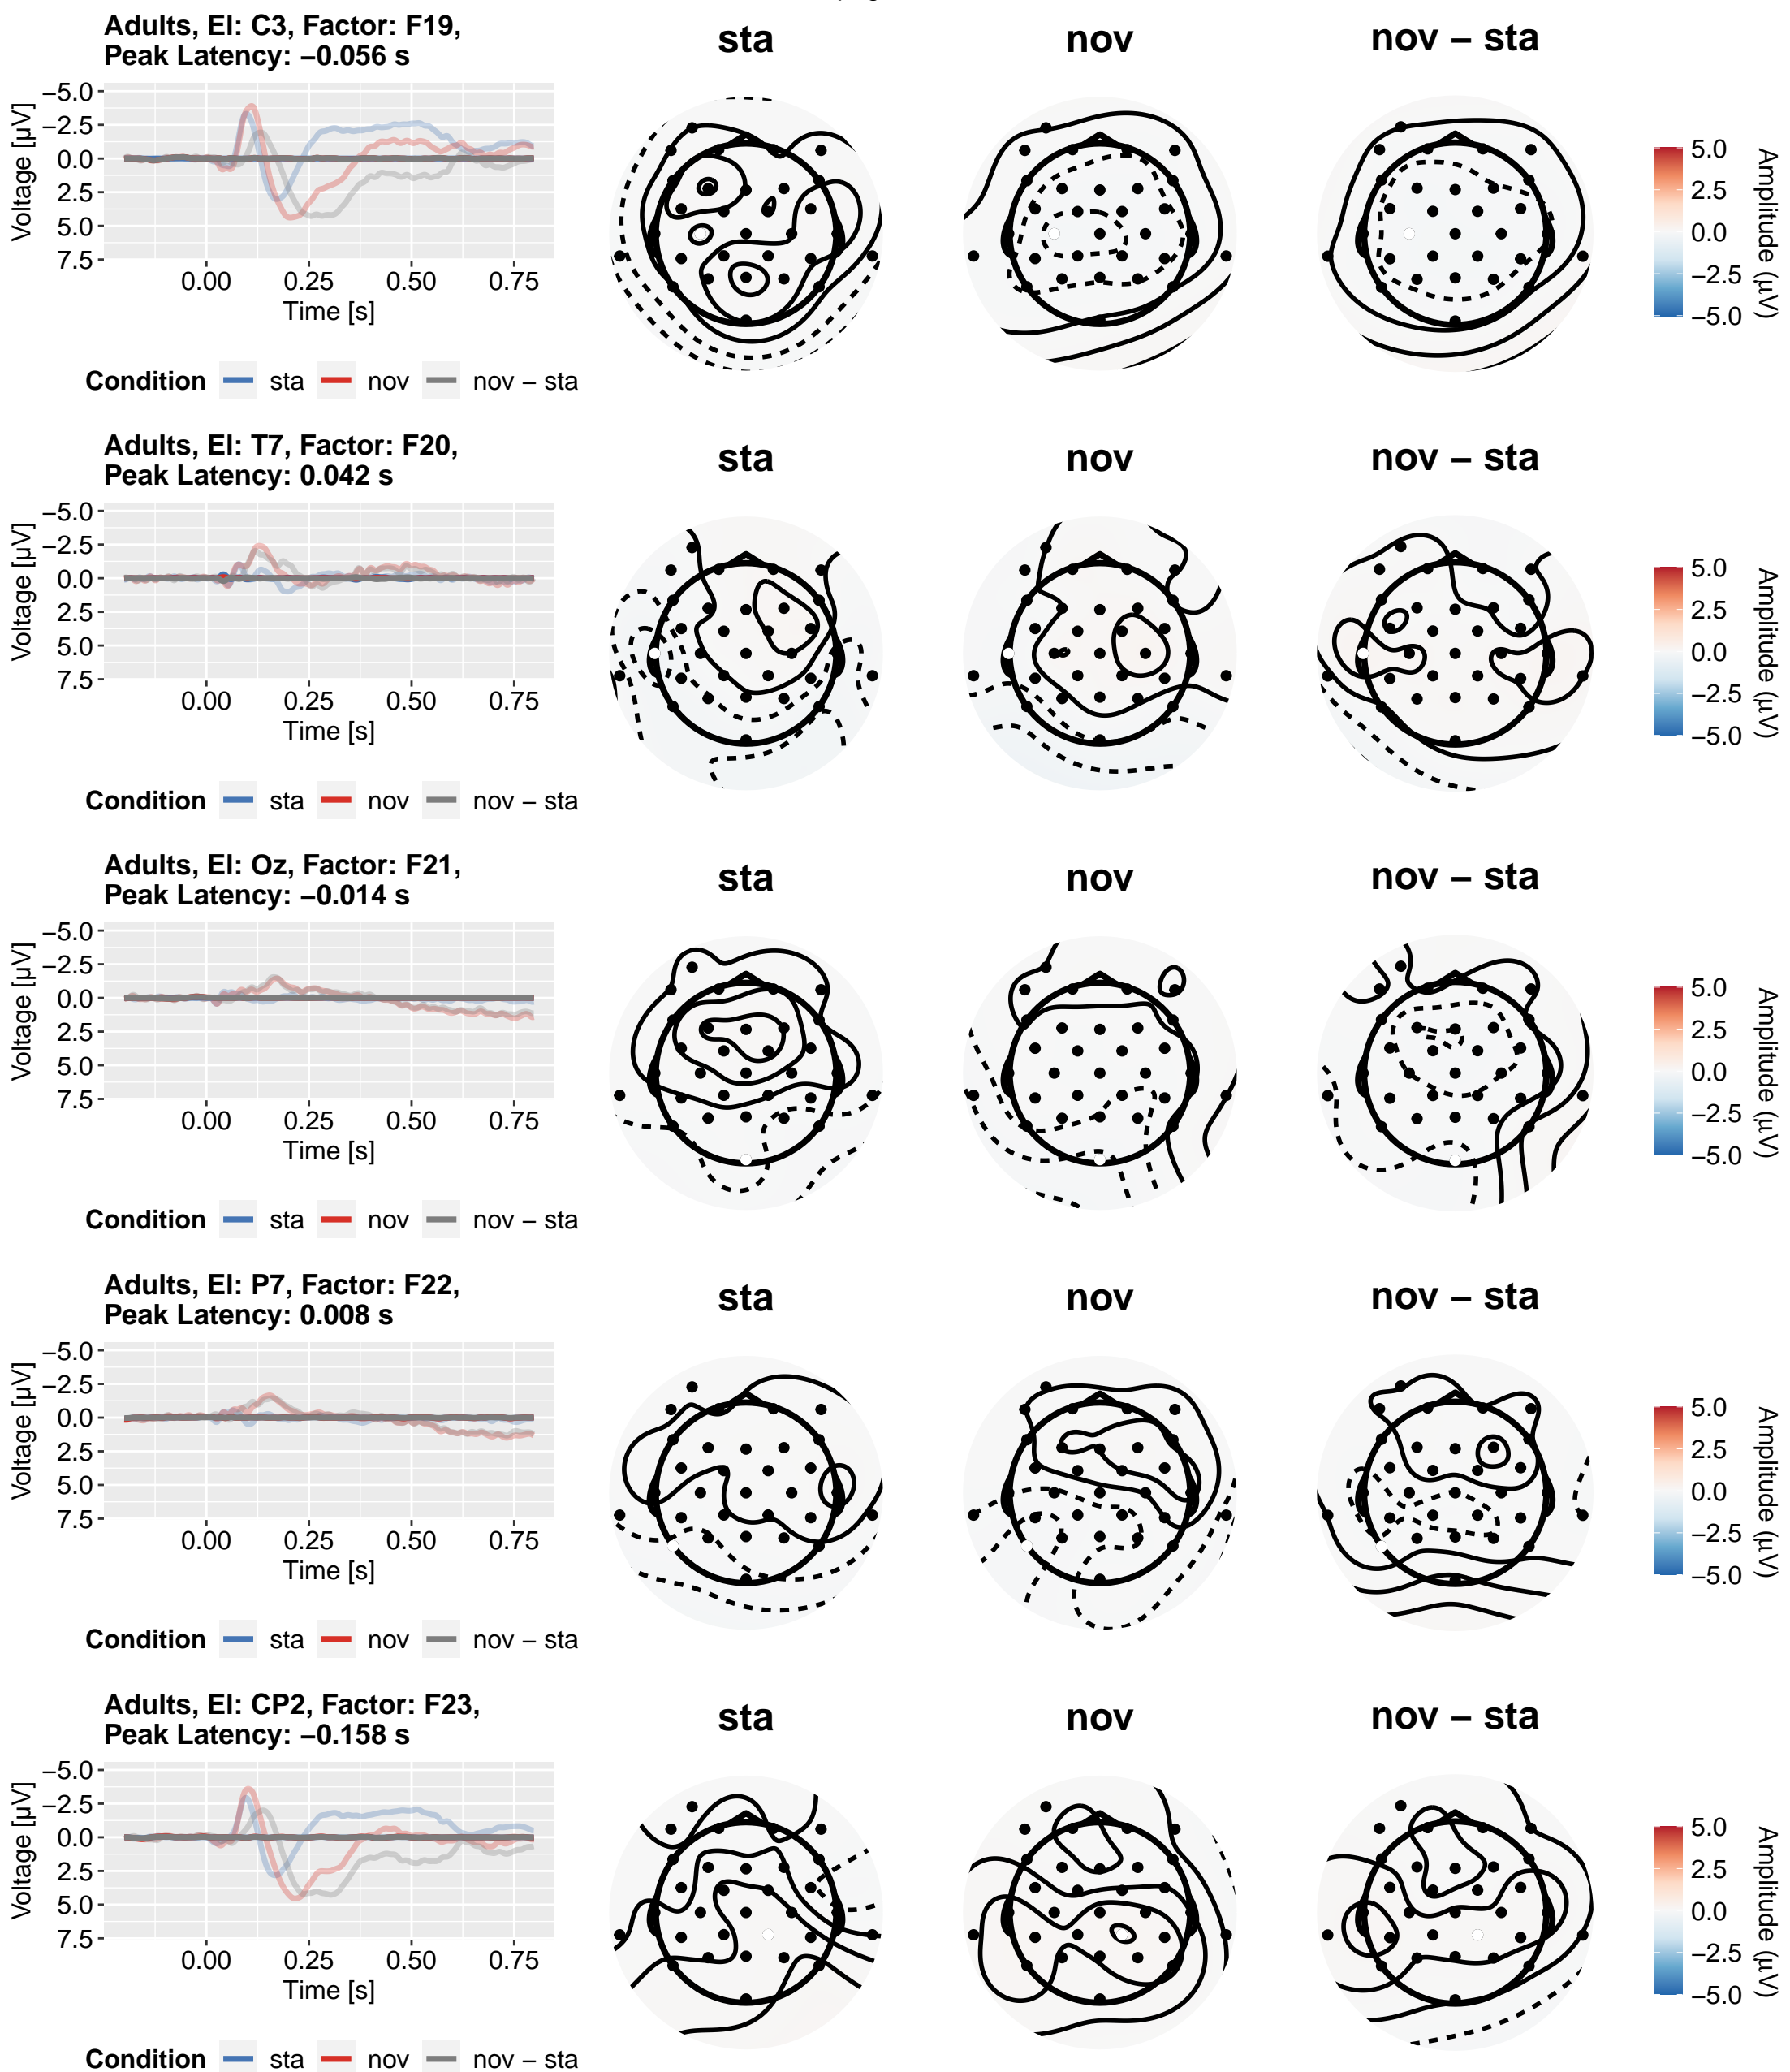 Adults, El: C3, Factor: F19,
Peak Latency: −0.056 s
sta
nov
nov − sta
−5.0
−2.5
0.0
2.5
5.0
7.5
Voltage [µV]
0.00 0.25 0.50 0.75
Time [s]
Condition sta nov nov − sta
5.0
2.5
0.0
−2.5
−5.0
Amplitude (µV)
Adults, El: T7, Factor: F20,
Peak Latency: 0.042 s
sta
nov
nov − sta
−5.0
−2.5
0.0
2.5
5.0
7.5
Voltage [µV]
0.00 0.25 0.50 0.75
Time [s]
Condition sta nov nov − sta
5.0
2.5
0.0
−2.5
−5.0
Amplitude (µV)
Adults, El: Oz, Factor: F21,
Peak Latency: −0.014 s
sta
nov
nov − sta
−5.0
−2.5
0.0
2.5
5.0
7.5
Voltage [µV]
0.00 0.25 0.50 0.75
Time [s]
Condition sta nov nov − sta
5.0
2.5
0.0
−2.5
−5.0
Amplitude (µV)
Adults, El: P7, Factor: F22,
Peak Latency: 0.008 s
sta
nov
nov − sta
−5.0
−2.5
0.0
2.5
5.0
7.5
Voltage [µV]
0.00 0.25 0.50 0.75
Time [s]
Condition sta nov nov − sta
5.0
2.5
0.0
−2.5
−5.0
Amplitude (µV)
Adults, El: CP2, Factor: F23,
Peak Latency: −0.158 s
sta
nov
nov − sta
−5.0
−2.5
0.0
2.5
5.0
7.5
Voltage [µV]
0.00 0.25 0.50 0.75
Time [s]
Condition sta nov nov − sta
5.0
2.5
0.0
−2.5
−5.0
Amplitude (µV)